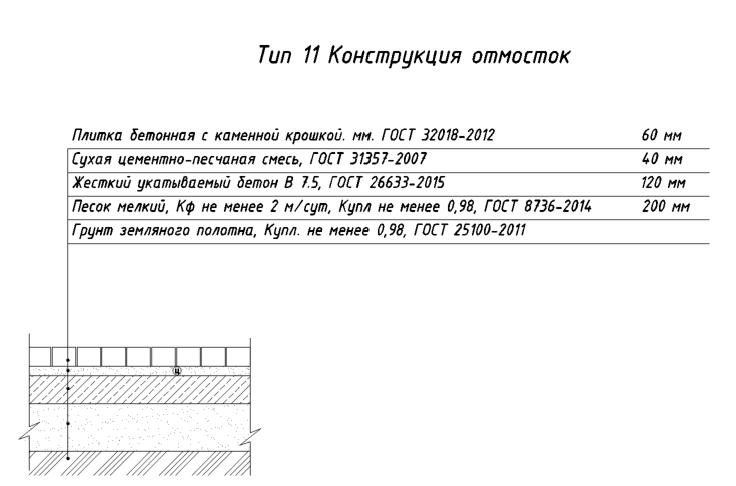 Тип 11 Конструкция отмосток
Плитка бетонная с каменной крошкой. мм. ГОСТ 32018-2012 60 мм
Сухая цементно-песчаная смесь, ГОСТ 31357-2007 40 мм
Жесткий укатываемый бетон В 7.5, ГОСТ 26633-2015 120 мм
Песок мелкий, Кф не менее 2 м/сут, Купл не менее 0,98, ГОСТ 8736-2014 200 мм
Грунт земляного полотна, Купл. не менее 0,98, ГОСТ 25100-2011
Ц